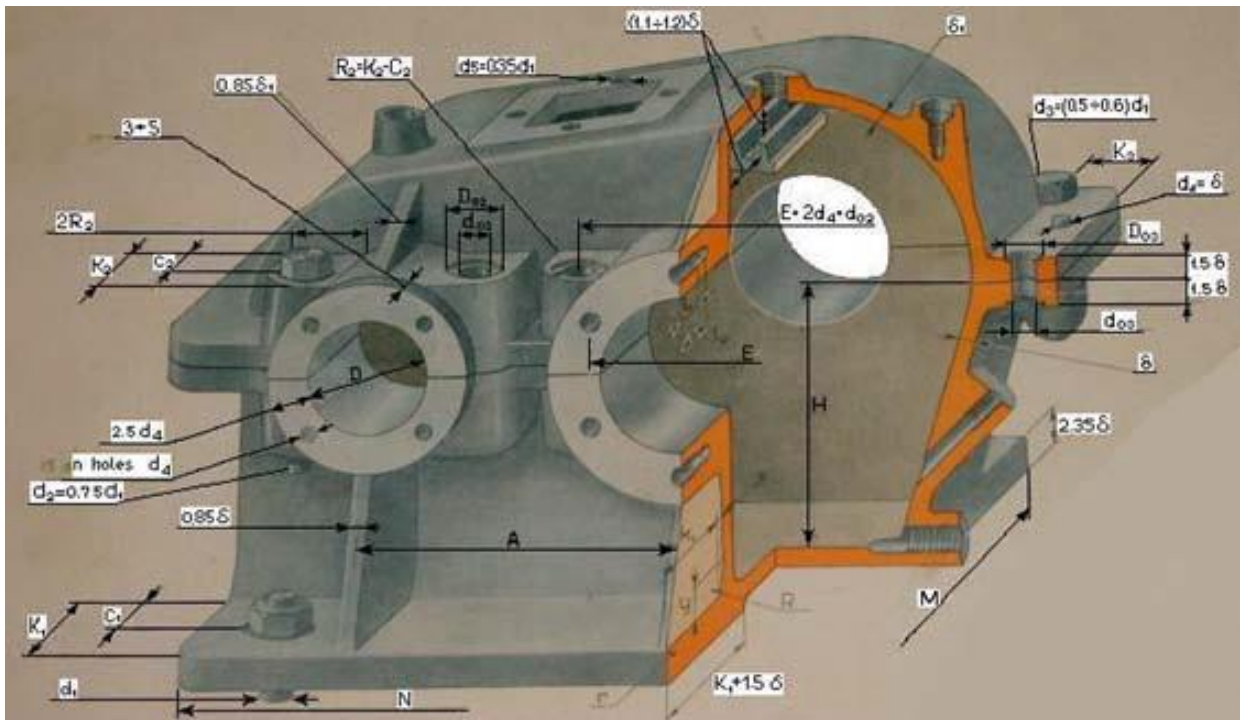 (1.1÷1.2)δ
δ₁
R₂=K₂-C₂
d5=0.35d₁
0.85δ₁
d₃=(0.5÷0.6)d₁
3÷5
K₃
d₄=δ
D₀₂
2R₂
d₀₂
E·2d₄·d₀₂
D₀₃
K₂
C₂
1.5δ
1.5δ
d₀₃
E
D
δ
H
2.5d₄
2.35δ
n holes d₄
d₂=0.75d₁
0.85δ
A
K₁
C₁
y
R
M
d₁
N
r
K₁+1.5δ